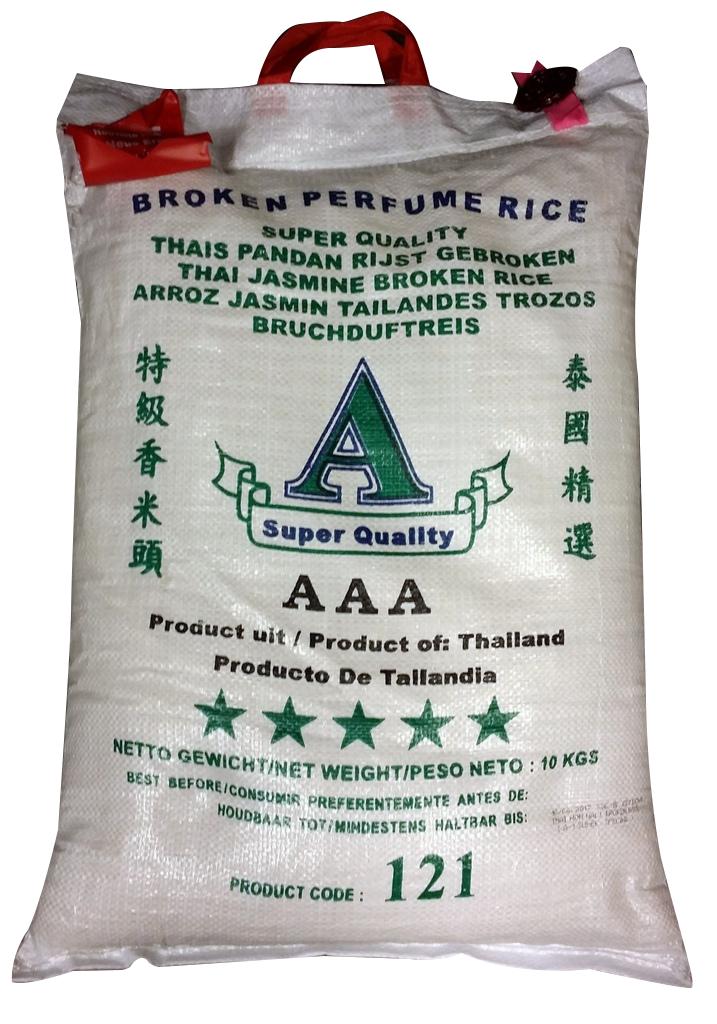 BROKEN PERFUME RICE
SUPER QUALITY
THAIS PANDAN RIJST GEBROKEN
THAI JASMINE BROKEN RICE
ARROZ JASMIN TAILANDES TROZOS
BRUCHDUFTREIS
特級香米頭
泰國精選
A
Super Quality
AAA
Product uit / Product of: Thailand
Producto De Tailandia
NETTO GEWICHT/NET WEIGHT/PESO NETO : 10 KGS
BEST BEFORE/CONSUMIR PREFERENTEMENTE ANTES DE:
HOUDBAAR TOT/MINDESTENS HALTBAR BIS:
PRODUCT CODE : 121